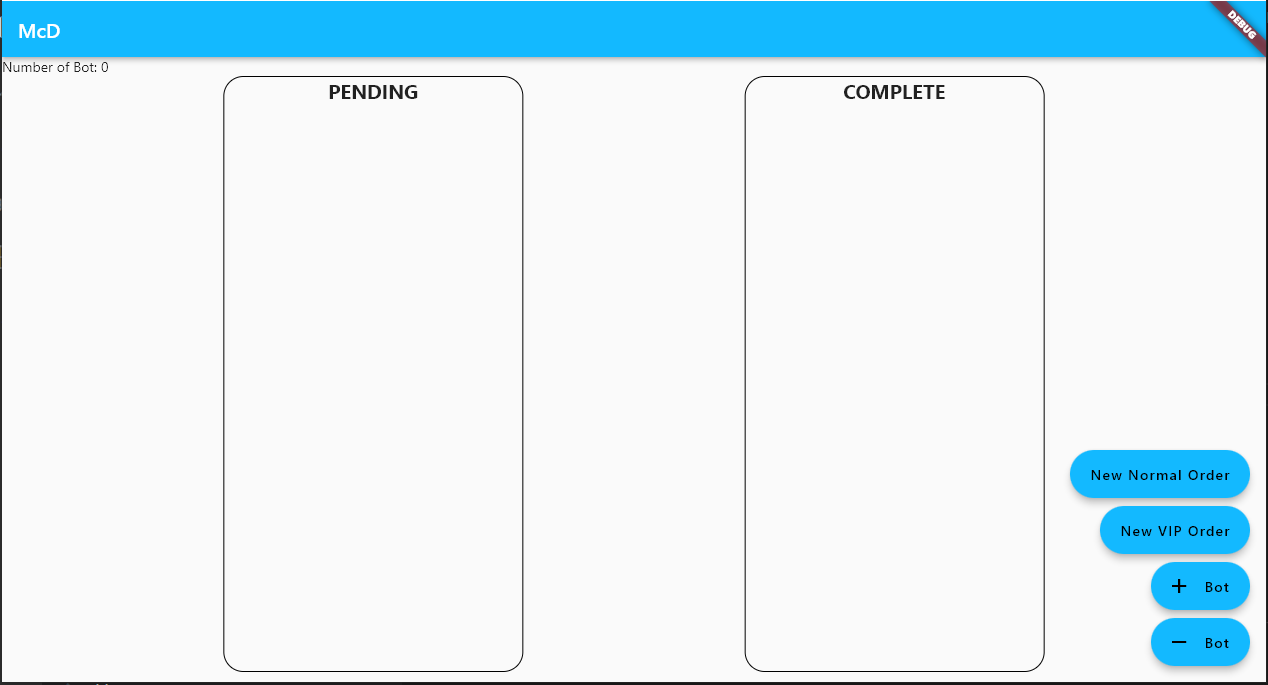 McD
DEBUG
Number of Bot: 0
PENDING
COMPLETE
New Normal Order
New VIP Order
+ Bot
− Bot